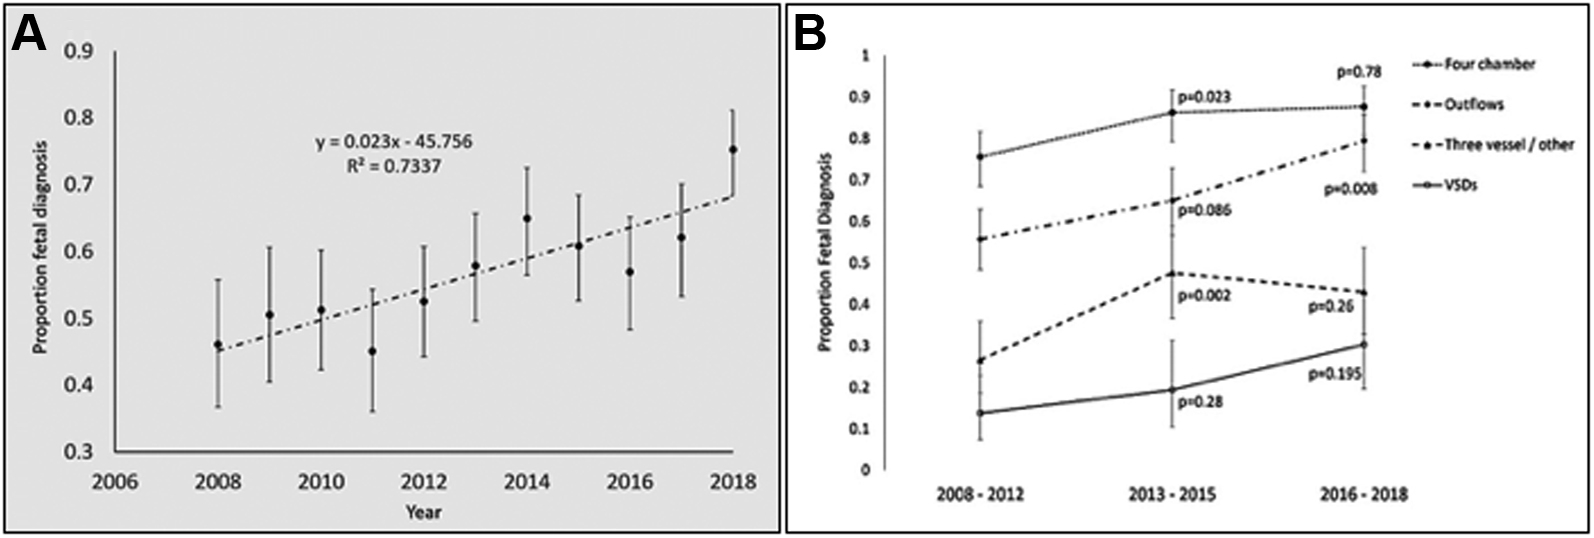 A
0.9
0.8
0.7
0.6
0.5
0.4
0.3
Proportion fetal diagnosis
y = 0.023x - 45.756
R² = 0.7337
2006 2008 2010 2012 2014 2016 2018
Year
B
1
0.9
0.8
0.7
0.6
0.5
0.4
0.3
0.2
0.1
0
Proportion Fetal Diagnosis
p=0.78
p=0.023
p=0.008
p=0.086
p=0.002
p=0.26
p=0.195
p=0.28
Four chamber
Outflows
Three vessel / other
VSDs
2008 - 2012 2013 - 2015 2016 - 2018